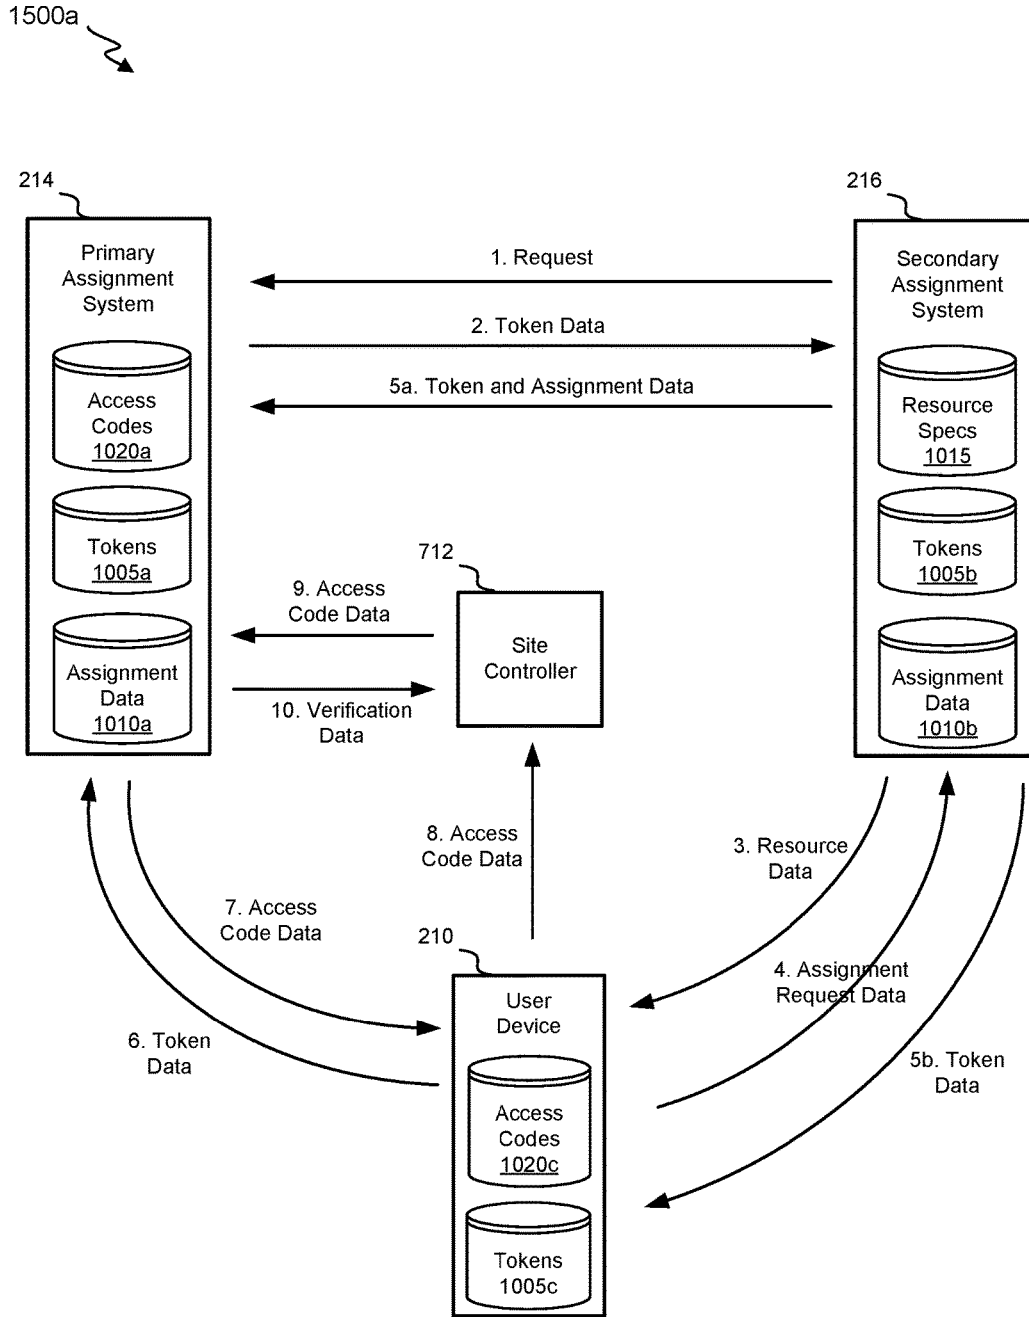 1500a
214
Primary
Assignment
System
Access
Codes
1020a
Tokens
1005a
Assignment
Data
1010a
1. Request
2. Token Data
5a. Token and Assignment Data
216
Secondary
Assignment
System
Resource
Specs
1015
Tokens
1005b
Assignment
Data
1010b
712
Site
Controller
9. Access
Code Data
10. Verification
Data
8. Access
Code Data
3. Resource
Data
7. Access
Code Data
4. Assignment
Request Data
6. Token
Data
5b. Token
Data
210
User
Device
Access
Codes
1020c
Tokens
1005c